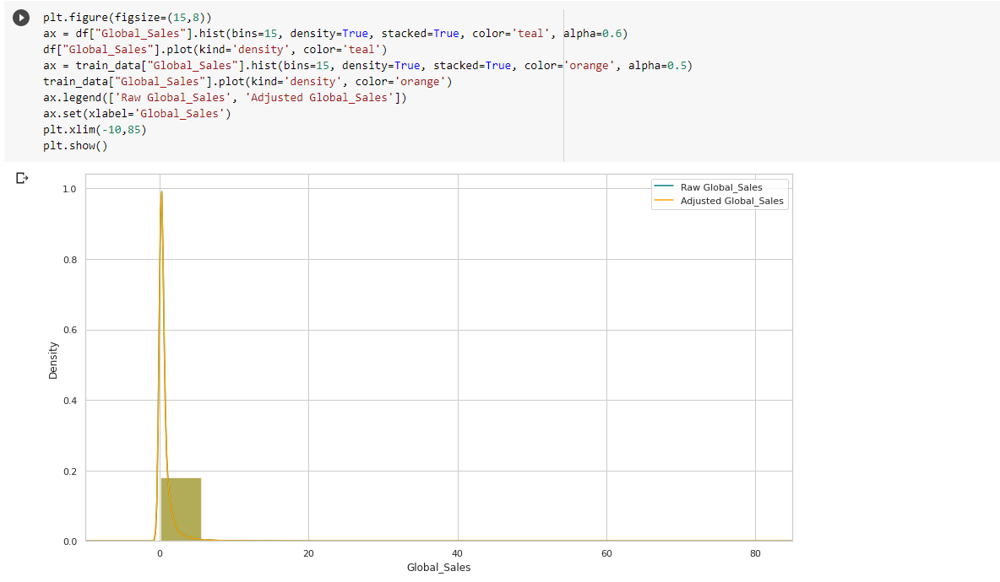 plt.figure(figsize=(15,8))
ax = df["Global_Sales"].hist(bins=15, density=True, stacked=True, color='teal', alpha=0.6)
df["Global_Sales"].plot(kind='density', color='teal')
ax = train_data["Global_Sales"].hist(bins=15, density=True, stacked=True, color='orange', alpha=0.5)
train_data["Global_Sales"].plot(kind='density', color='orange')
ax.legend(['Raw Global_Sales', 'Adjusted Global_Sales'])
ax.set(xlabel='Global_Sales')
plt.xlim(-10,85)
plt.show()
Raw Global_Sales
Adjusted Global_Sales
1.0
0.8
0.6
0.4
0.2
0.0
Density
0 20 40 60 80
Global_Sales